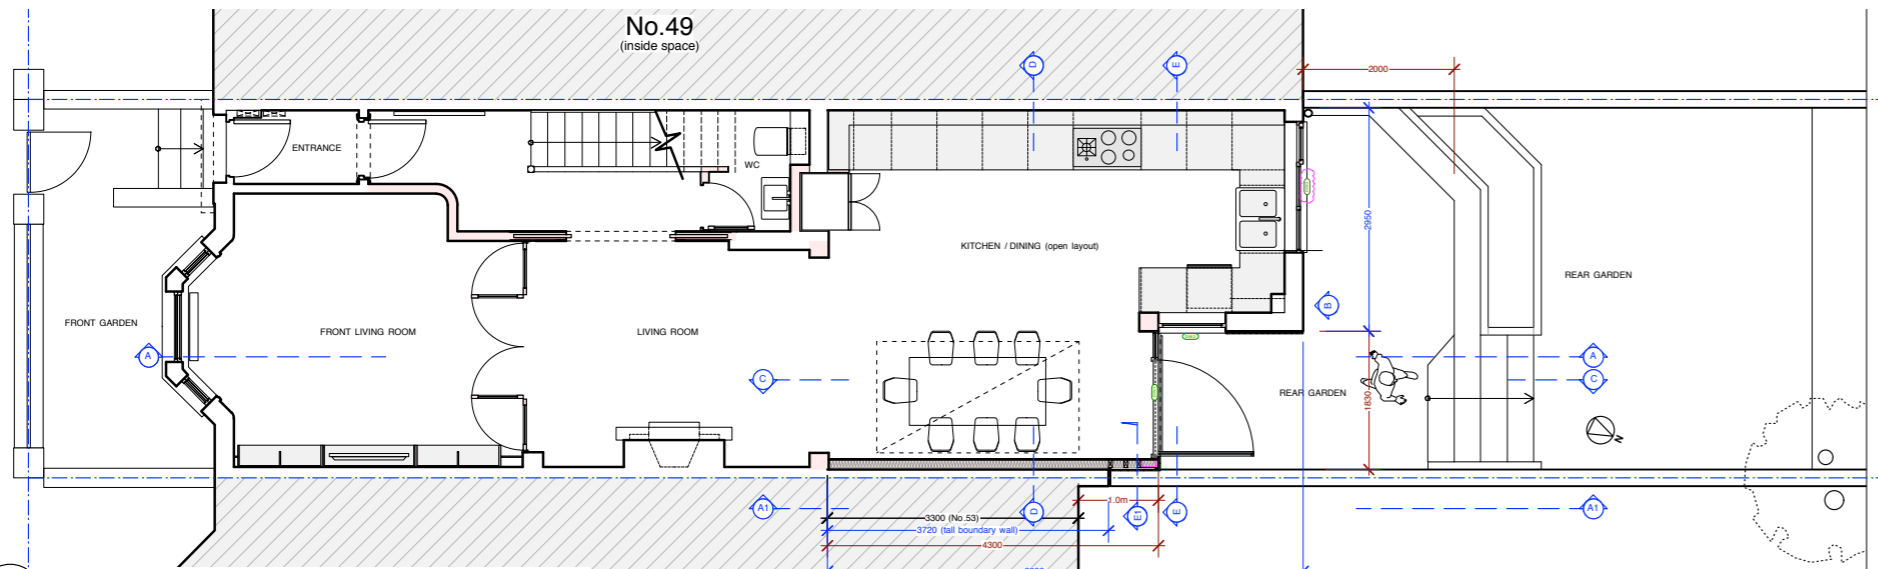 No.49
(inside space)
D
E
2000
ENTRANCE
WC
2950
KITCHEN / DINING (open layout)
REAR GARDEN
B
FRONT GARDEN
FRONT LIVING ROOM
LIVING ROOM
A
A
C
C
REAR GARDEN
1830
N
A1
D
E1
E
A1
1.0m
3300 (No.53)
3720 (tall boundary wall)
4300